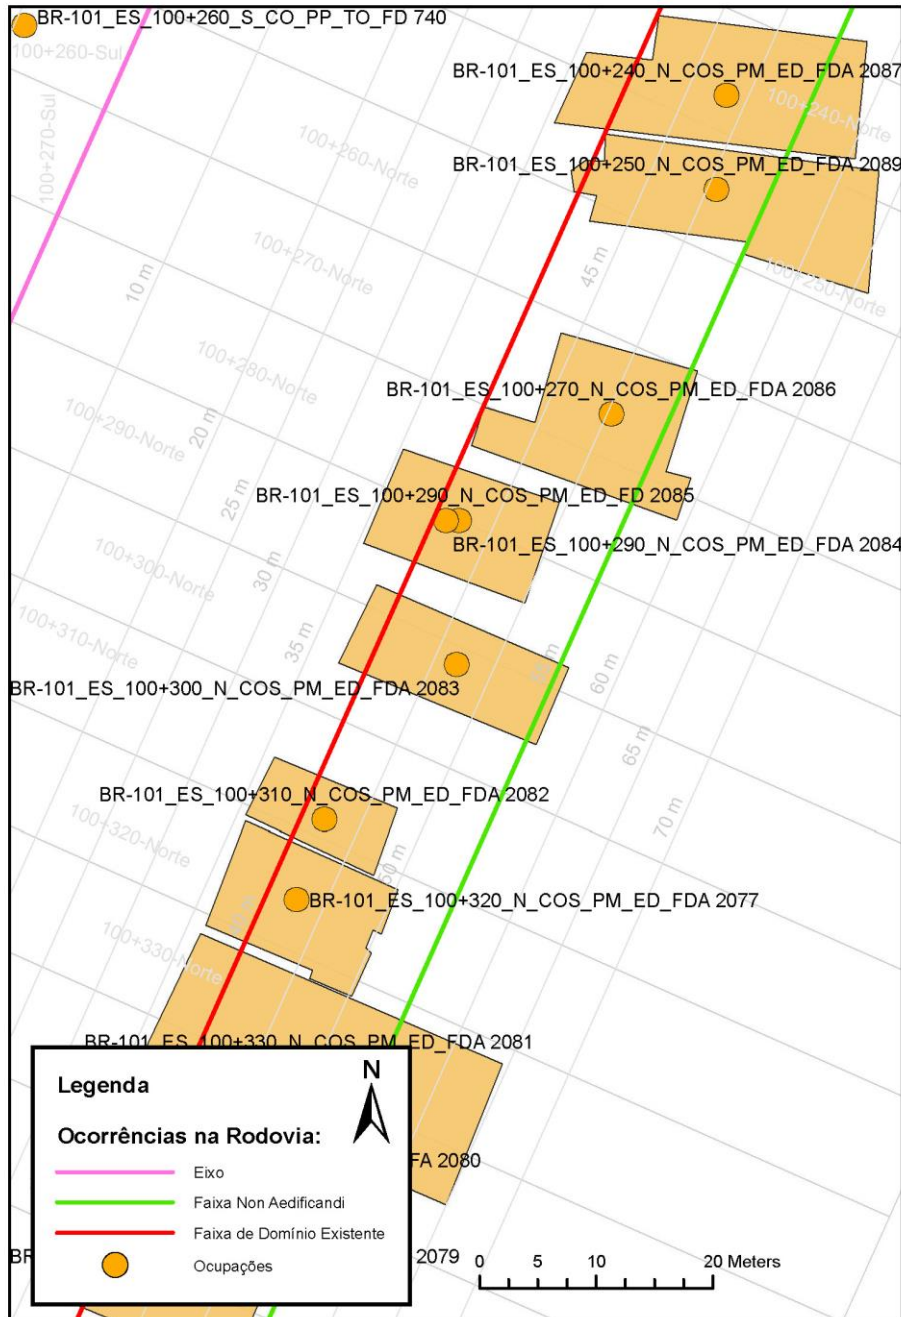 BR-101_ES_100+260_S_CO_PP_TO_FD 740
100+260-Sul
BR-101_ES_100+240_N_COS_PM_ED_FDA 2087
100+270-Sul
100+240-Norte
100+260-Norte
BR-101_ES_100+250_N_COS_PM_ED_FDA 2089
100+270-Norte
10 m
45 m
100+250-Norte
100+280-Norte
BR-101_ES_100+270_N_COS_PM_ED_FDA 2086
100+290-Norte
20 m
25 m
BR-101_ES_100+290_N_COS_PM_ED_FD 2085
BR-101_ES_100+290_N_COS_PM_ED_FDA 2084
100+300-Norte
30 m
100+310-Norte
35 m
60 m
BR-101_ES_100+300_N_COS_PM_ED_FDA 2083
65 m
BR-101_ES_100+310_N_COS_PM_ED_FDA 2082
100+320-Norte
70 m
50 m
BR-101_ES_100+320_N_COS_PM_ED_FDA 2077
100+330-Norte
BR-101_ES_100+330_N_COS_PM_ED_FDA 2081
N
Legenda
Ocorrências na Rodovia:
FA 2080
Eixo
Faixa Non Aedificandi
Faixa de Domínio Existente
BR
2079
Ocupações
0 5 10 20 Meters